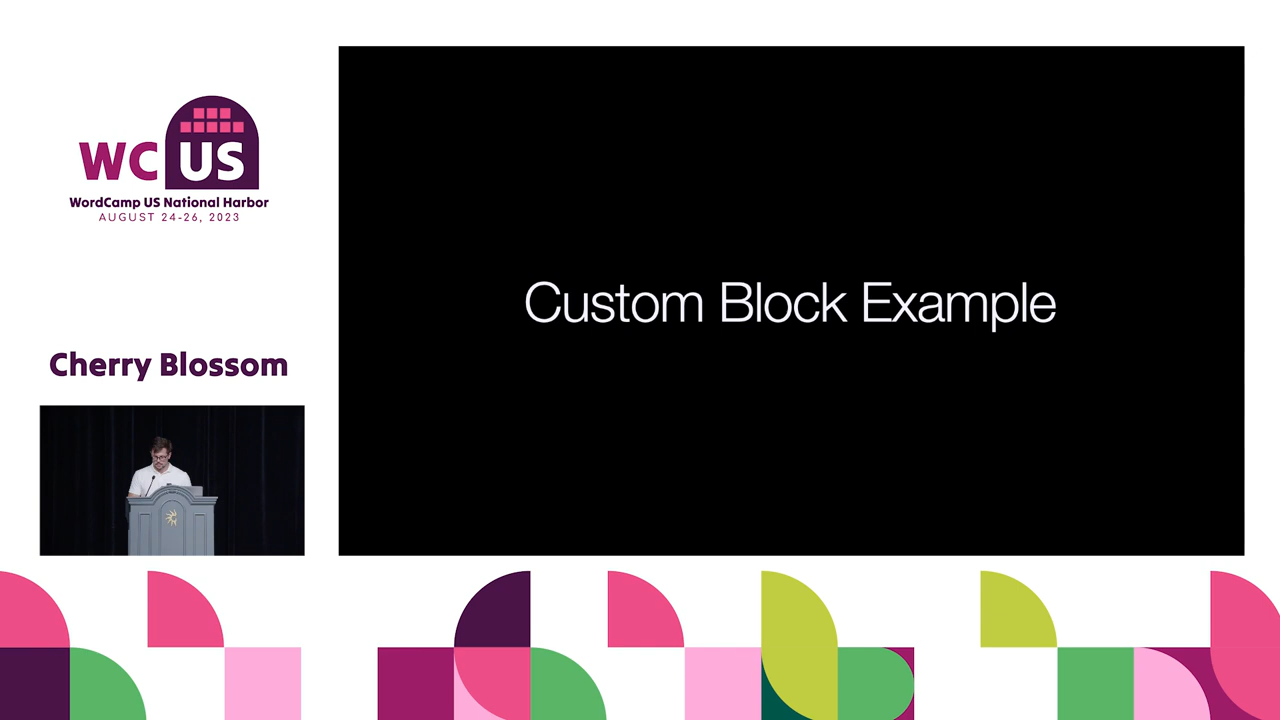 WC US
WordCamp US National Harbor
AUGUST 24-26, 2023
Cherry Blossom
Custom Block Example